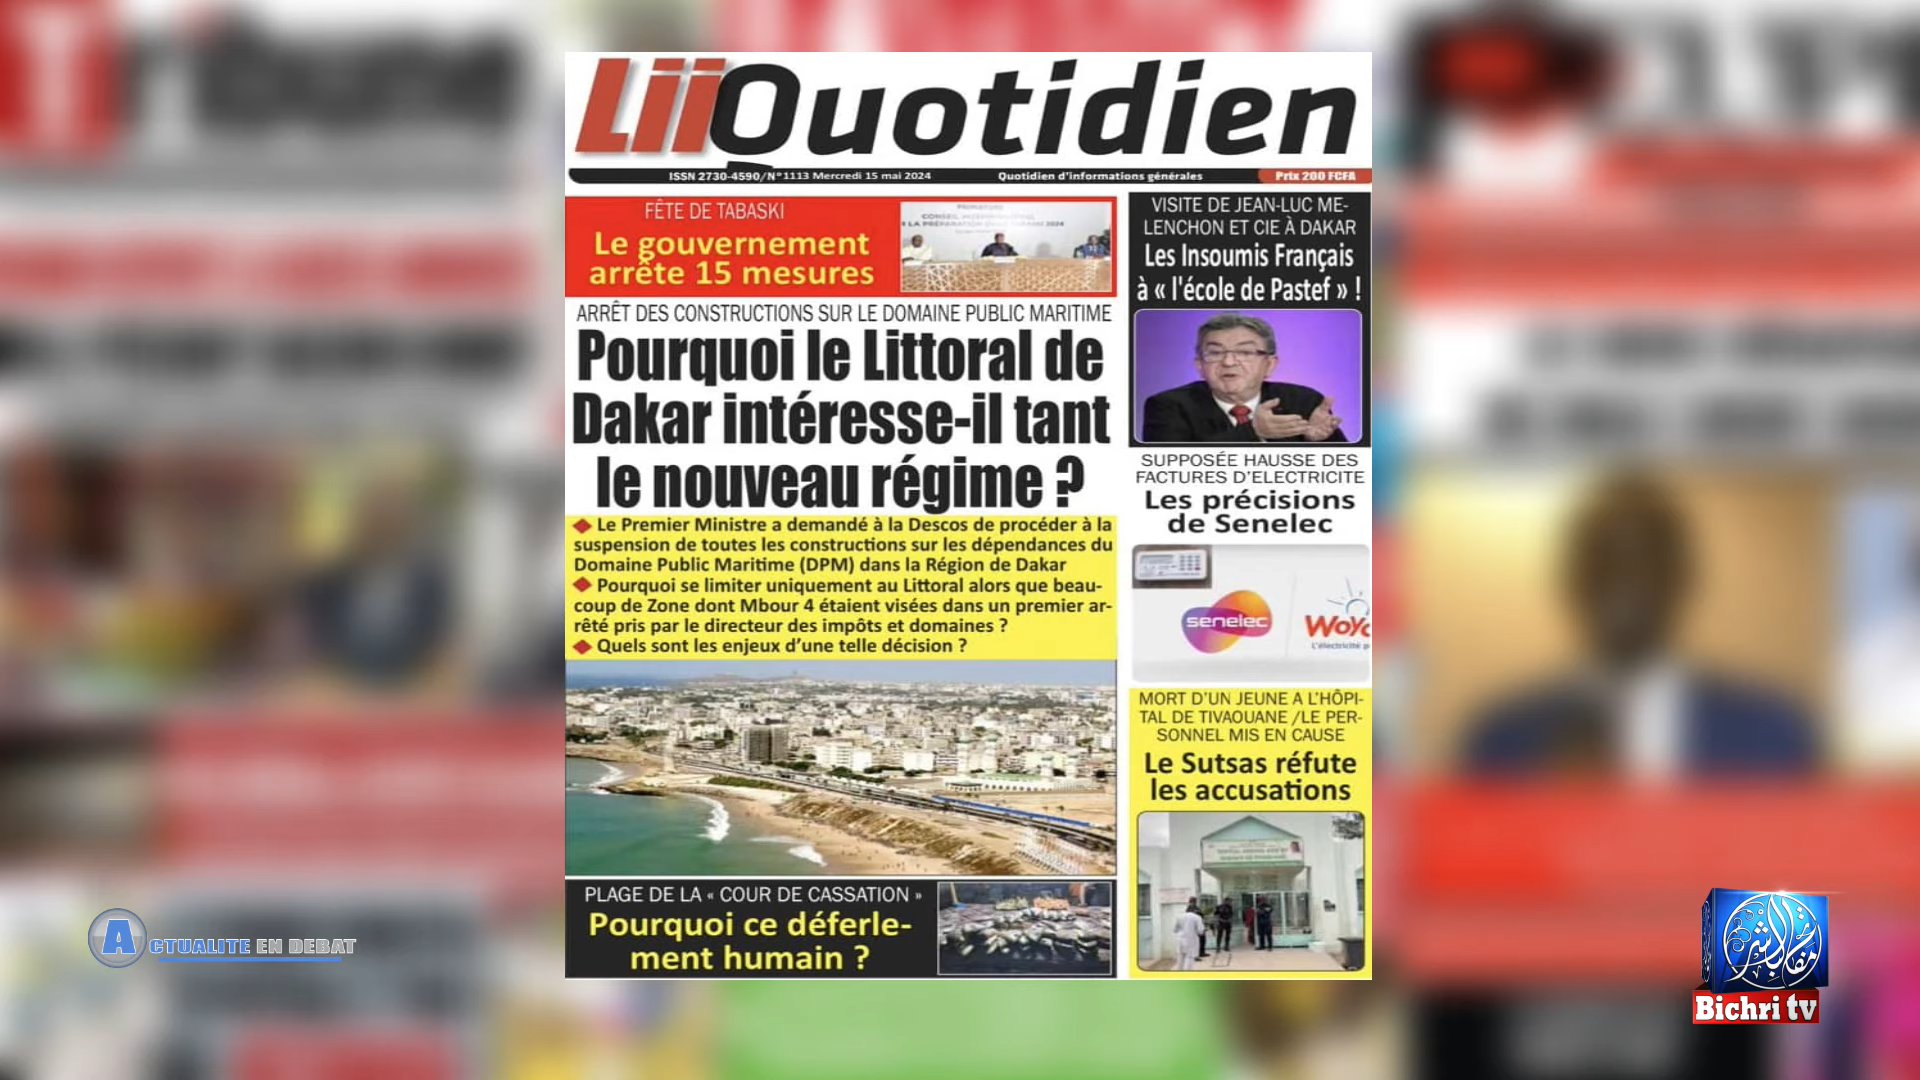 LiiQuotidien
ISSN 2730-4590/N°1113 Mercredi 15 mai 2024
Quotidien d'informations générales
Prix 200 FCFA
FÊTE DE TABASKI
Le gouvernement
arrête 15 mesures
ARRÊT DES CONSTRUCTIONS SUR LE DOMAINE PUBLIC MARITIME
Pourquoi le Littoral de
Dakar intéresse-il tant
le nouveau régime ?
Le Premier Ministre a demandé à la Descos de procéder à la
suspension de toutes les constructions sur les dépendances du
Domaine Public Maritime (DPM) dans la Région de Dakar
Pourquoi se limiter uniquement au Littoral alors que beau-
coup de Zone dont Mbour 4 étaient visées dans un premier ar-
rêté pris par le directeur des impôts et domaines ?
Quels sont les enjeux d'une telle décision ?
PLAGE DE LA « COUR DE CASSATION »
Pourquoi ce déferle-
ment humain ?
VISITE DE JEAN-LUC ME-
LENCHON ET CIE À DAKAR
Les Insoumis Français
à « l'école de Pastef » !
SUPPOSÉE HAUSSE DES
FACTURES D'ELECTRICITE
Les précisions
de Senelec
senelec
WOYO
L'électricité p
MORT D'UN JEUNE A L'HÔPI-
TAL DE TIVAOUANE /LE PER-
SONNEL MIS EN CAUSE
Le Sutsas réfute
les accusations
ACTUALITE EN DEBAT
Bichri tv